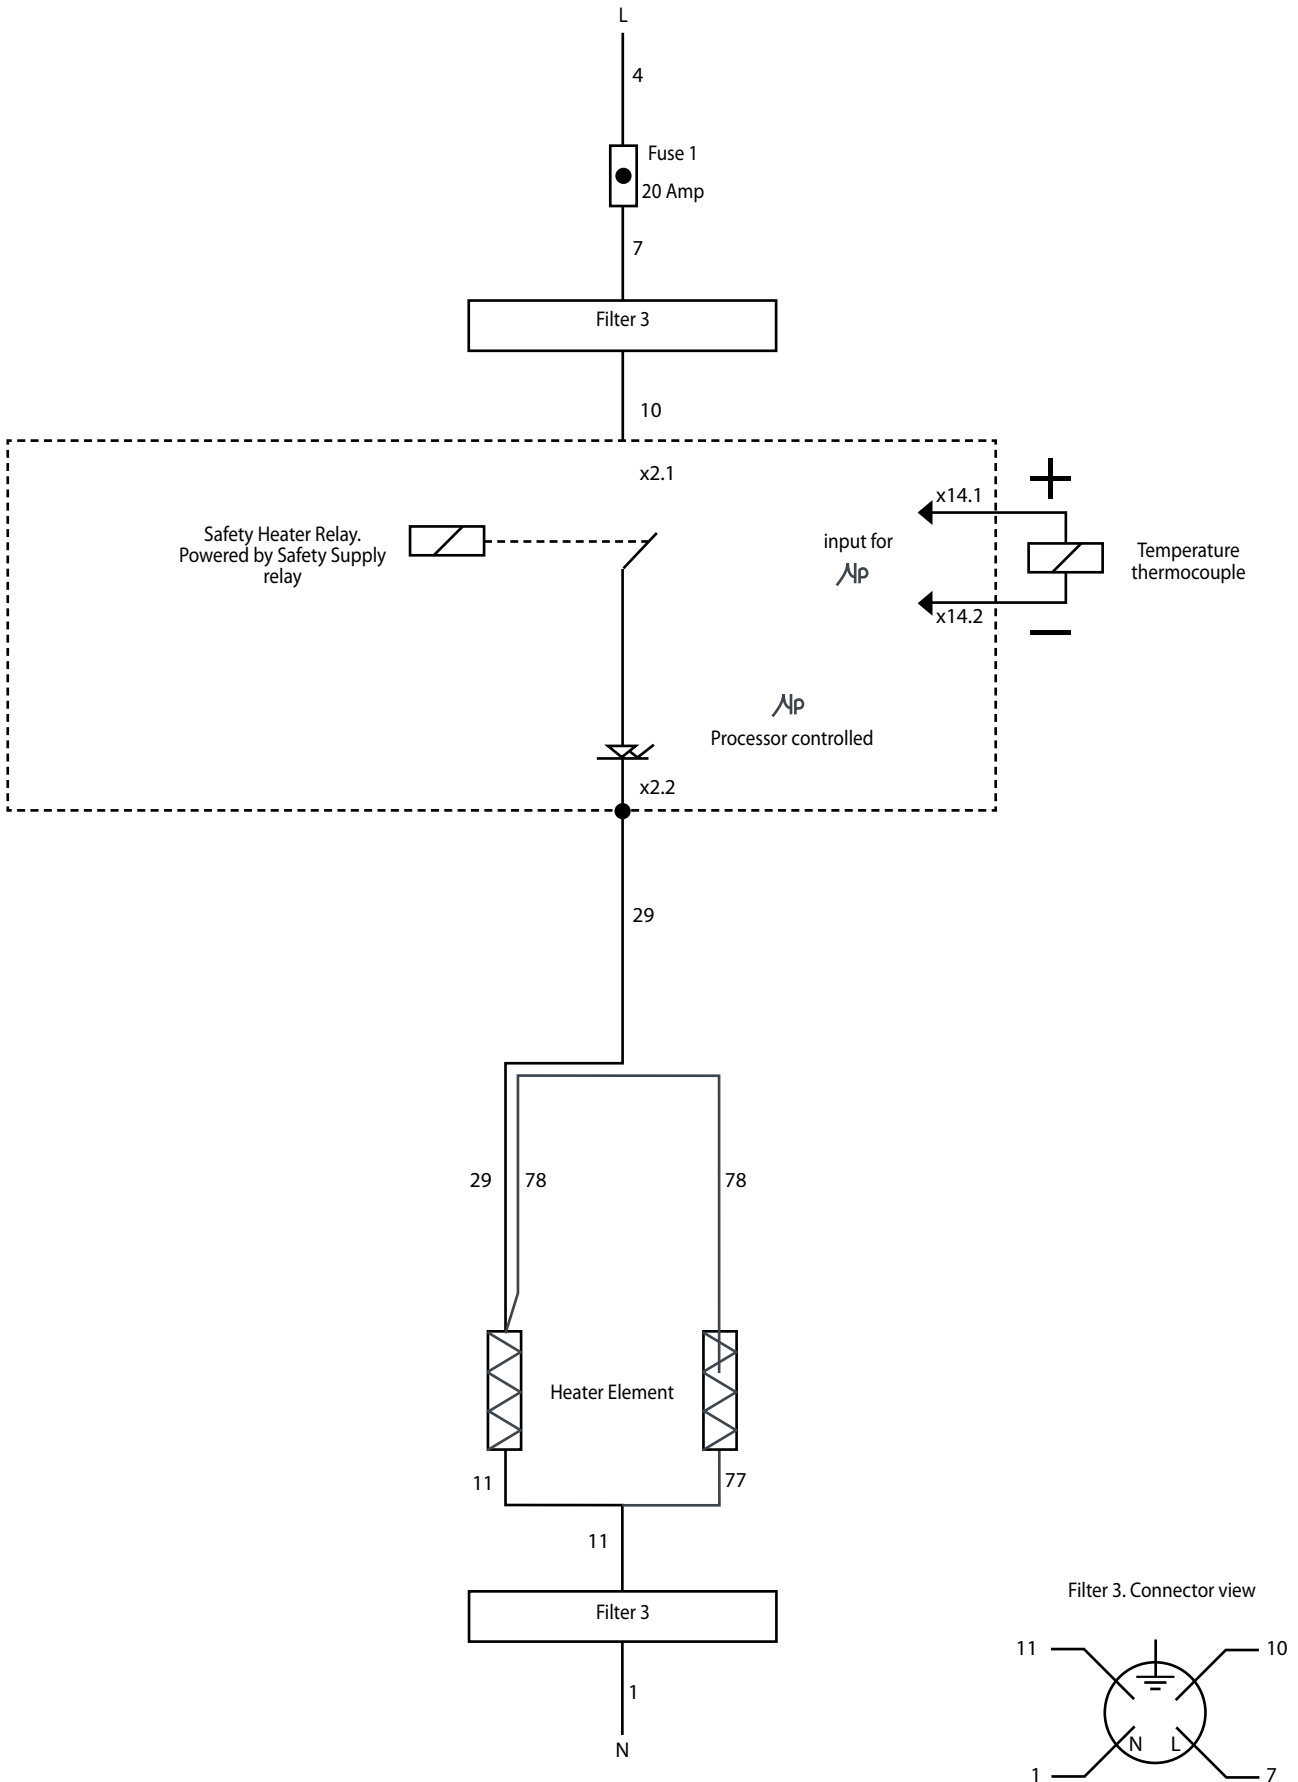 L
4
Fuse 1
20 Amp
7
Filter 3
10
x2.1
x14.1
Safety Heater Relay.
Powered by Safety Supply
relay
input for
μp
Temperature
thermocouple
x14.2
μp
Processor controlled
x2.2
29
29
78
78
Heater Element
11
77
11
Filter 3
1
N
Filter 3. Connector view
11
10
N
L
1
7